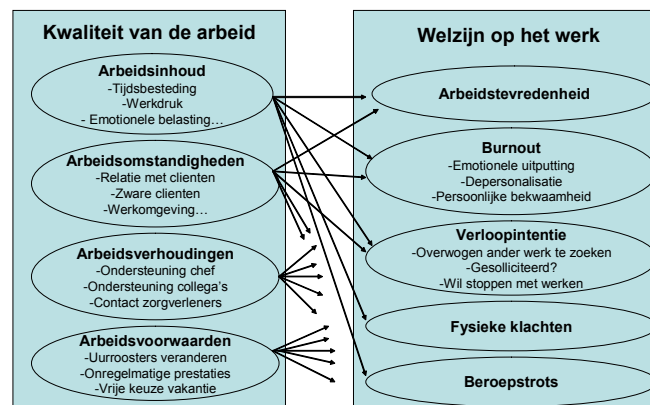 Kwaliteit van de arbeid
Arbeidsinhoud
-Tijdsbesteding
-Werkdruk
- Emotionele belasting…
Arbeidsomstandigheden
-Relatie met clienten
-Zware clienten
-Werkomgeving…
Arbeidsverhoudingen
-Ondersteuning chef
-Ondersteuning collega's
-Contact zorgverleners
Arbeidsvoorwaarden
-Uurroosters veranderen
-Onregelmatige prestaties
-Vrije keuze vakantie
Welzijn op het werk
Arbeidstevredenheid
Burnout
-Emotionele uitputting
-Depersonalisatie
-Persoonlijke bekwaamheid
Verloopintentie
-Overwogen ander werk te zoeken
-Gesolliciteerd?
-Wil stoppen met werken
Fysieke klachten
Beroepstrots